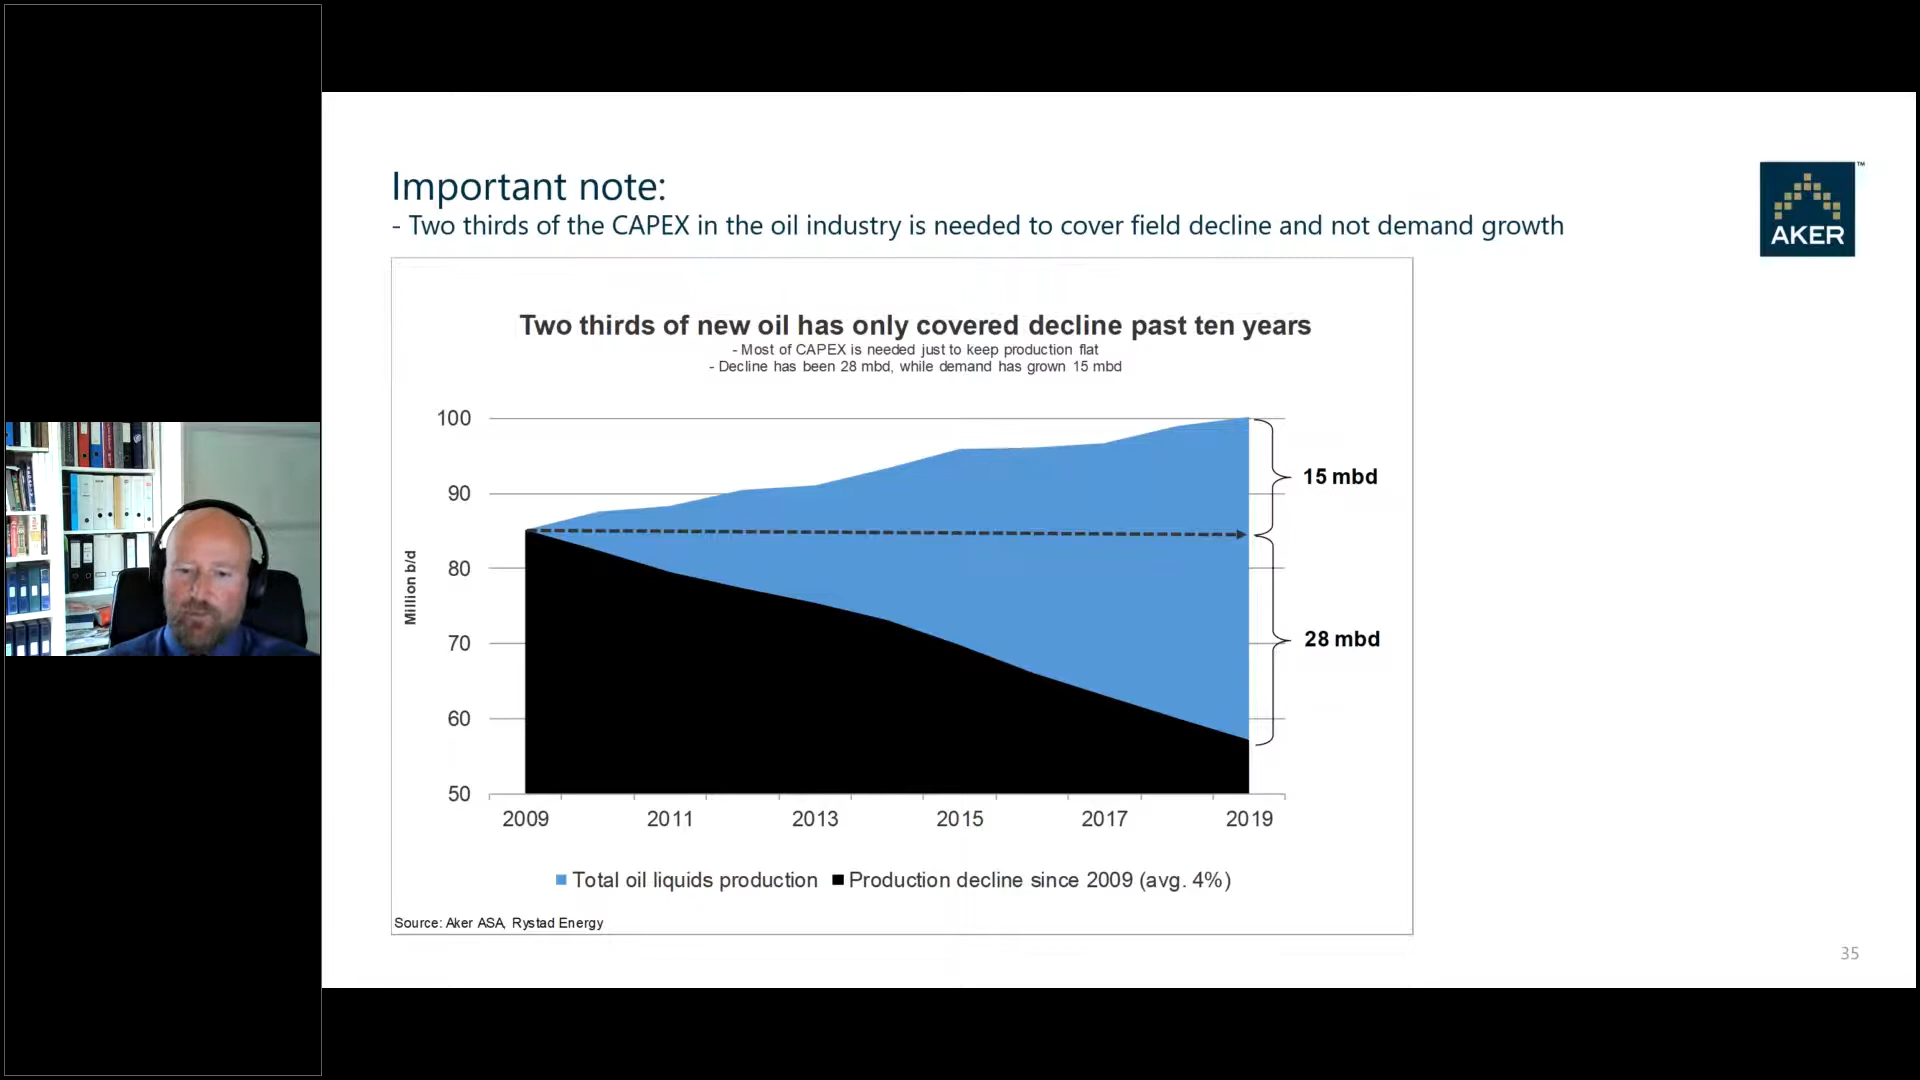 Important note:
- Two thirds of the CAPEX in the oil industry is needed to cover field decline and not demand growth
AKER
™
Two thirds of new oil has only covered decline past ten years
- Most of CAPEX is needed just to keep production flat
- Decline has been 28 mbd, while demand has grown 15 mbd
100
90
80
70
60
50
Million b/d
15 mbd
28 mbd
2009 2011 2013 2015 2017 2019
Total oil liquids production Production decline since 2009 (avg. 4%)
Source: Aker ASA, Rystad Energy
35